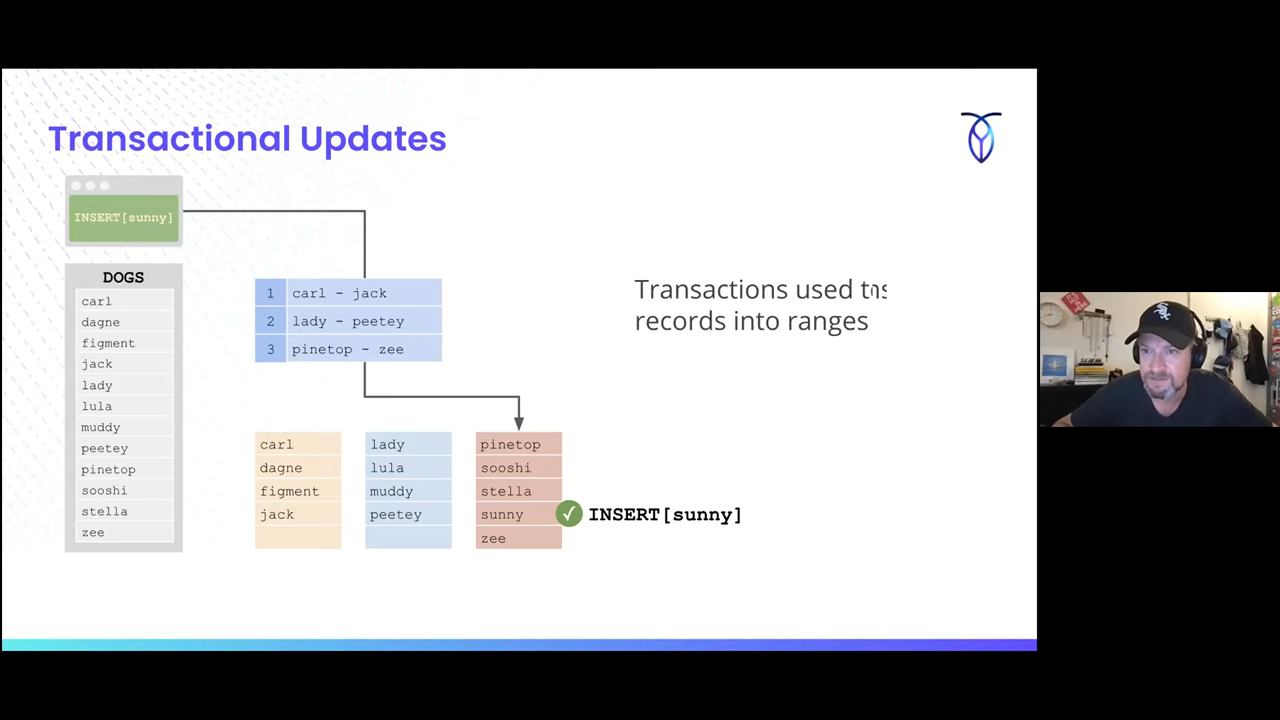 Transactional Updates
INSERT[sunny]
DOGS
carl
dagne
figment
jack
lady
lula
muddy
peetey
pinetop
sooshi
stella
zee
1 carl - jack
2 lady - peetey
3 pinetop - zee
carl
dagne
figment
jack
lady
lula
muddy
peetey
pinetop
sooshi
stella
sunny
zee
INSERT[sunny]
Transactions used
records into ranges